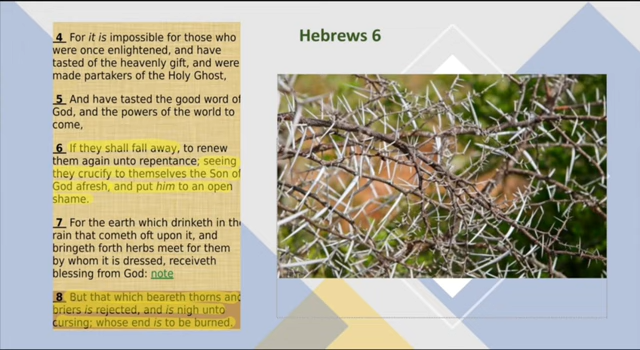 Hebrews 6
4 For it is impossible for those who
were once enlightened, and have
tasted of the heavenly gift, and were
made partakers of the Holy Ghost,
5 And have tasted the good word of
God, and the powers of the world to
come,
6 If they shall fall away, to renew
them again unto repentance; seeing
they crucify to themselves the Son of
God afresh, and put him to an open
shame.
7 For the earth which drinketh in the
rain that cometh oft upon it, and
bringeth forth herbs meet for them
by whom it is dressed, receiveth
blessing from God: note
8 But that which beareth thorns and
briers is rejected, and is nigh unto
cursing; whose end is to be burned.